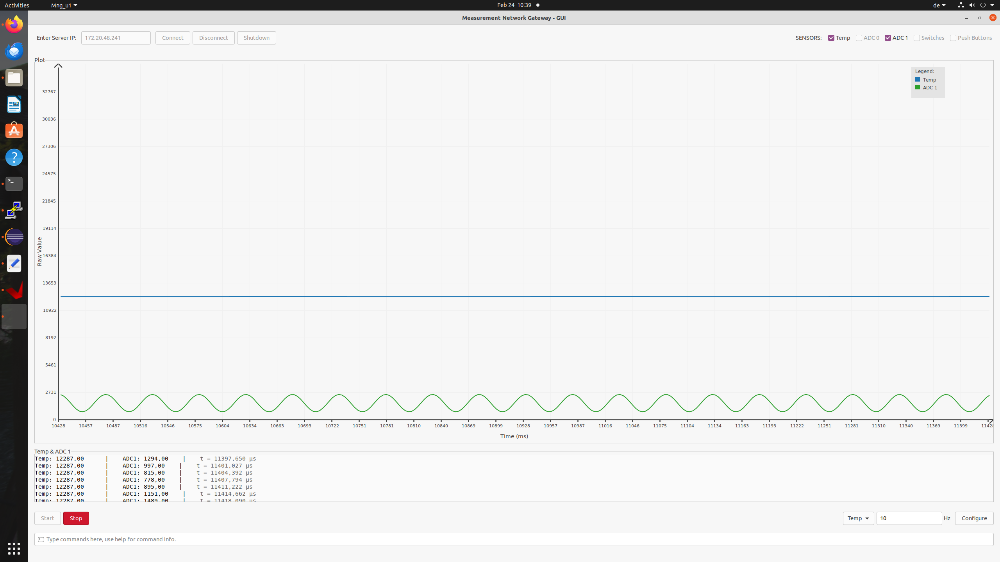 Activities Mng_u1 Feb 24 10:39 de
Measurement Network Gateway - GUI
Enter Server IP: 172.20.48.241 Connect Disconnect Shutdown SENSORS: Temp ADC 0 ADC 1 Switches Push Buttons
Plot
Legend:
Temp
ADC 1
32767
30036
27306
24575
21845
19114
16384
13653
10922
8192
5461
2731
0
Raw Value
10428 10457 10487 10516 10546 10575 10604 10634 10663 10693 10722 10751 10781 10810 10840 10869 10899 10928 10957 10987 11016 11046 11075 11104 11134 11163 11193 11222 11251 11281 11310 11340 11369 11399 11428
Time (ms)
Temp & ADC 1
Temp: 12287,00 | ADC1: 1294,00 | t = 11397,650 µs
Temp: 12287,00 | ADC1: 997,00 | t = 11401,027 µs
Temp: 12287,00 | ADC1: 815,00 | t = 11404,392 µs
Temp: 12287,00 | ADC1: 778,00 | t = 11407,794 µs
Temp: 12287,00 | ADC1: 895,00 | t = 11411,222 µs
Temp: 12287,00 | ADC1: 1151,00 | t = 11414,662 µs
Temp: 12287,00 | ADC1: 1489,00 | t = 11418,090 µs
Start Stop Temp 10 Hz Configure
Type commands here, use help for command info.